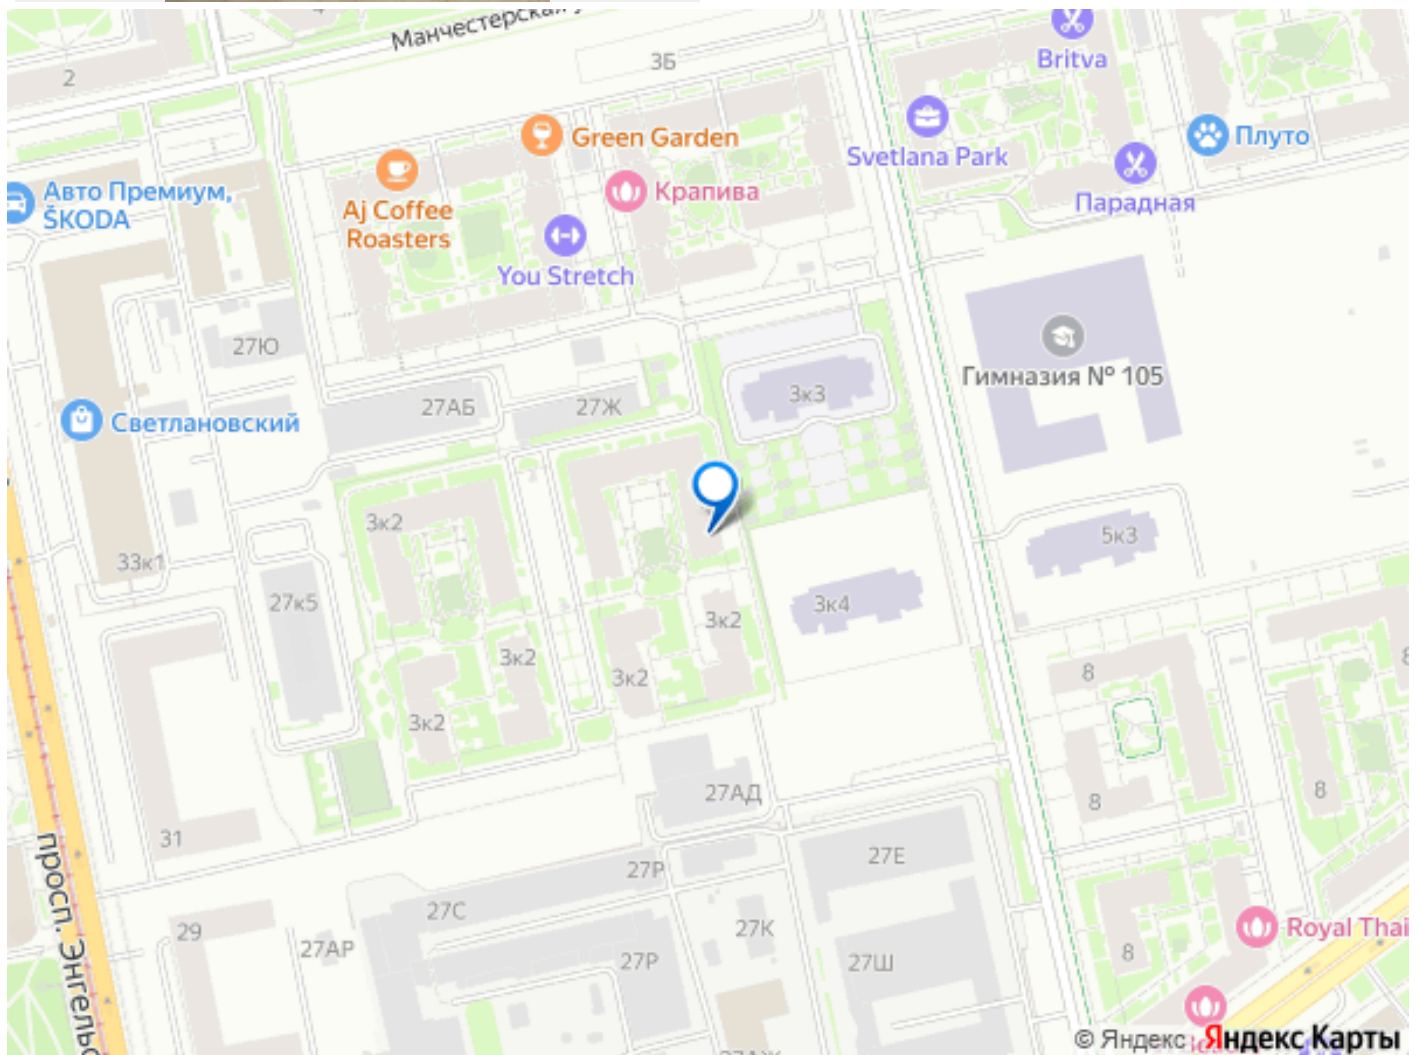 Манчестерская у
4
2
3Б
Britva
Green Garden
Svetlana Park
Плуто
Авто Премиум,
ŠKODA
Aj Coffee
Roasters
Крапива
Парадная
You Stretch
27Ю
Гимназия № 105
3к3
27АБ
27Ж
Светлановский
3к2
5к3
33к1
27к5
3к4
3к2
3к2
3к2
8
8
3к2
27АД
8
8
31
просп. Энгельс
27Е
27Р
27С
29
27К
Royal Thai
27АР
27Р
27Ш
8
© Яндекс Яндекс Карты